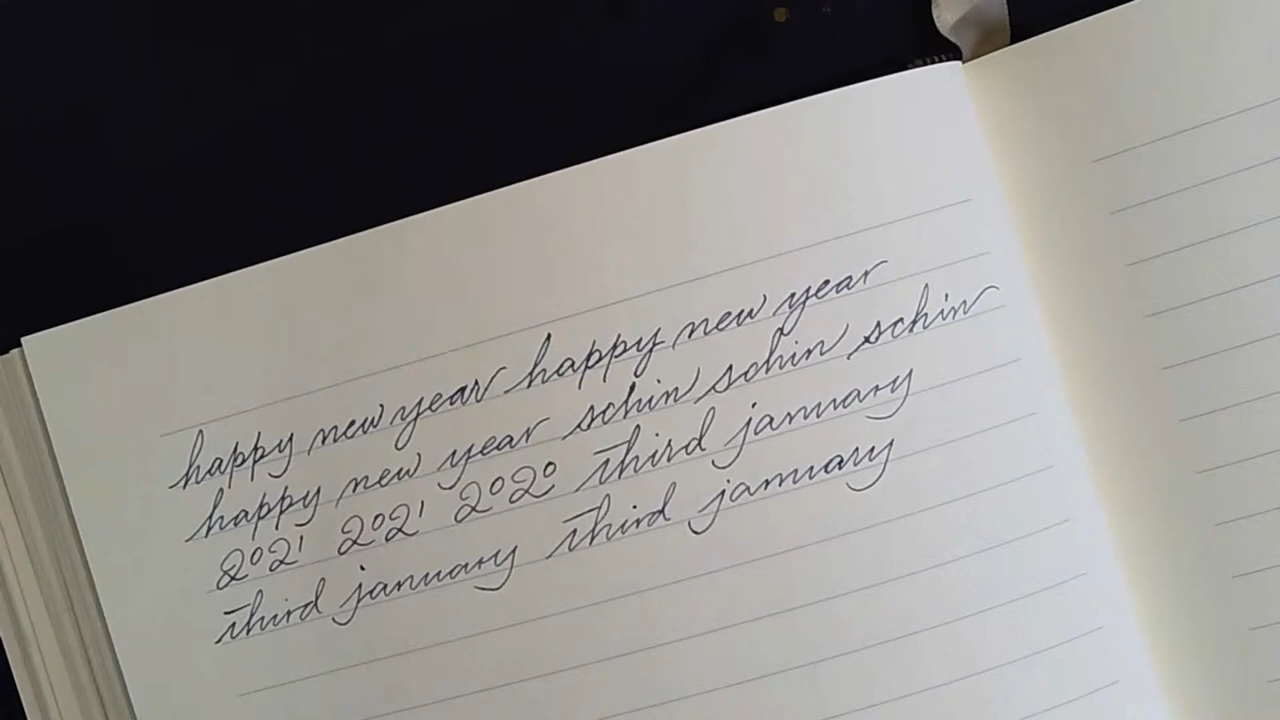 happy new year happy new year
happy new year schin schin schin
2021 2021 2020 third january
third january third january